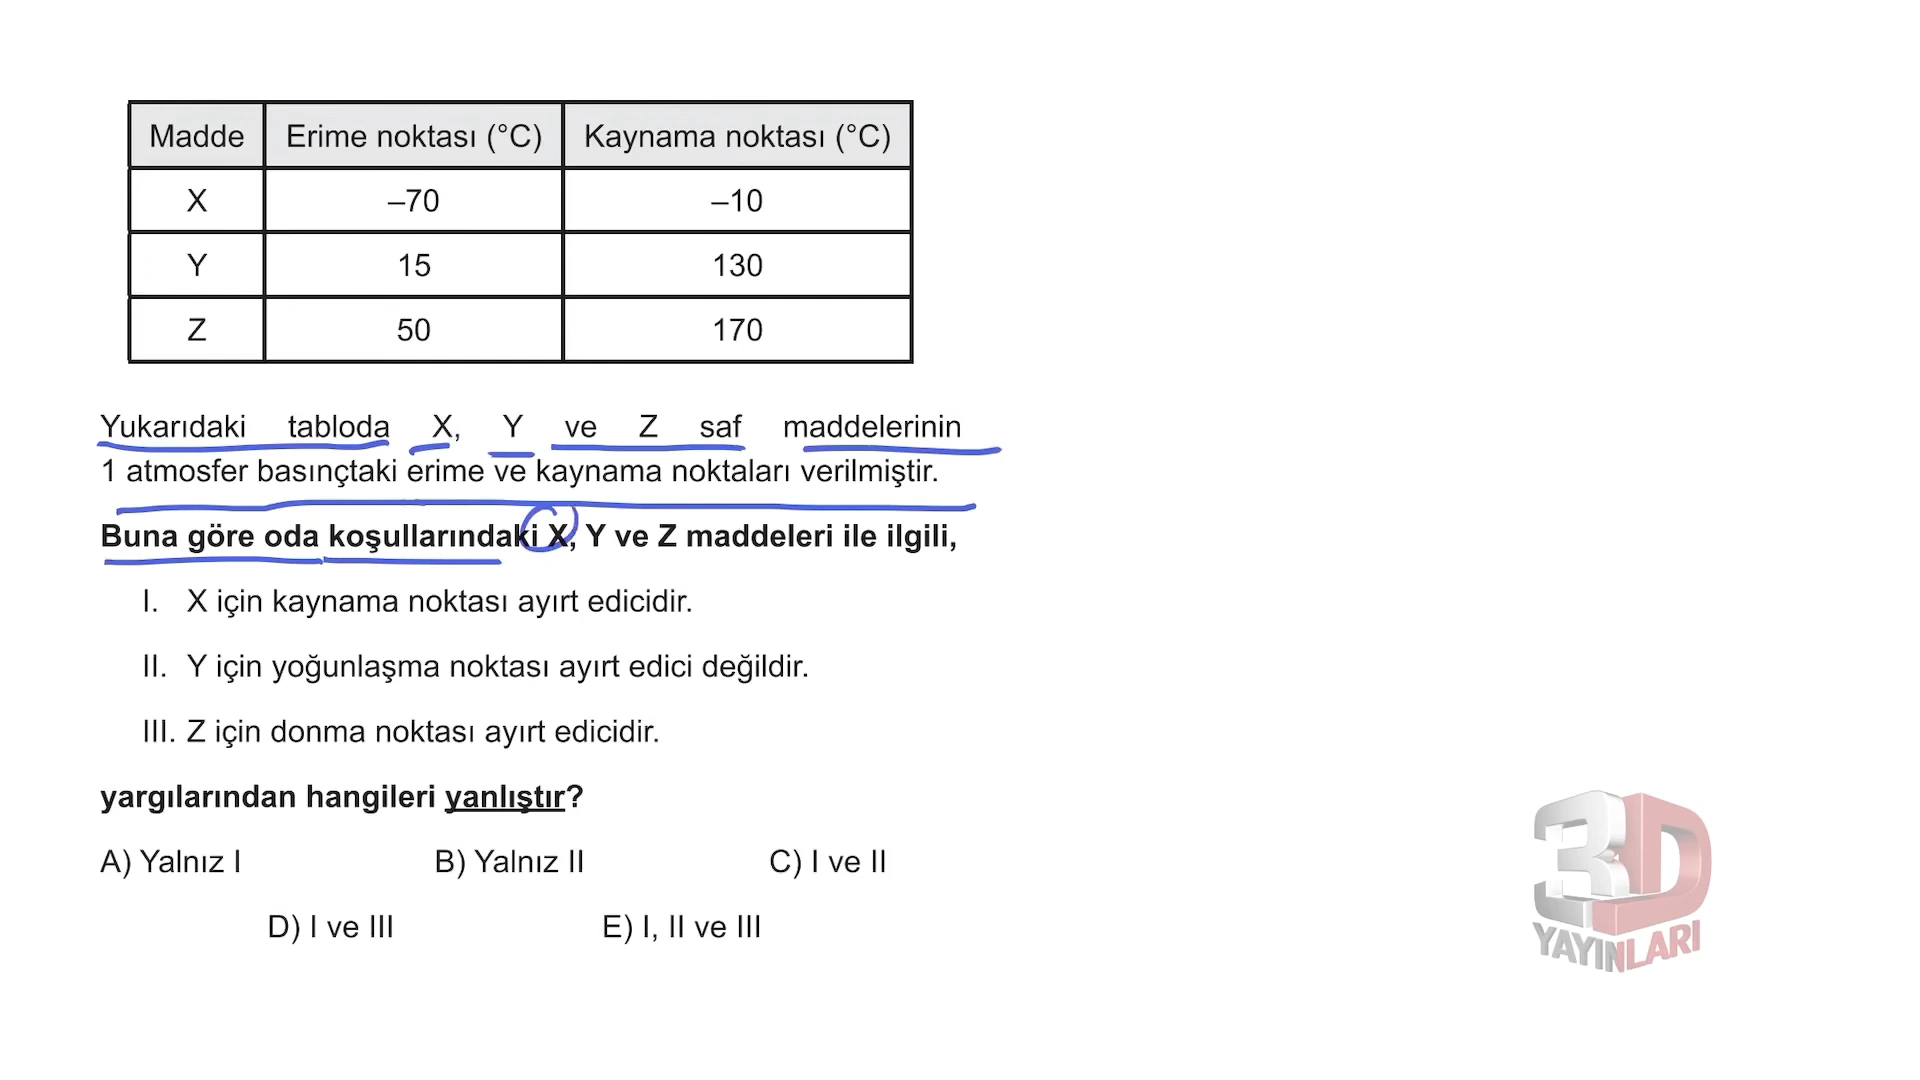 Madde Erime noktası (°C) Kaynama noktası (°C)
X –70 –10
Y 15 130
Z 50 170
Yukarıdaki tabloda X, Y ve Z saf maddelerinin
1 atmosfer basınçtaki erime ve kaynama noktaları verilmiştir.
Buna göre oda koşullarındaki X, Y ve Z maddeleri ile ilgili,
I. X için kaynama noktası ayırt edicidir.
II. Y için yoğunlaşma noktası ayırt edici değildir.
III. Z için donma noktası ayırt edicidir.
yargılarından hangileri yanlıştır?
A) Yalnız I B) Yalnız II C) I ve II
D) I ve III E) I, II ve III
3D
YAYINLARI